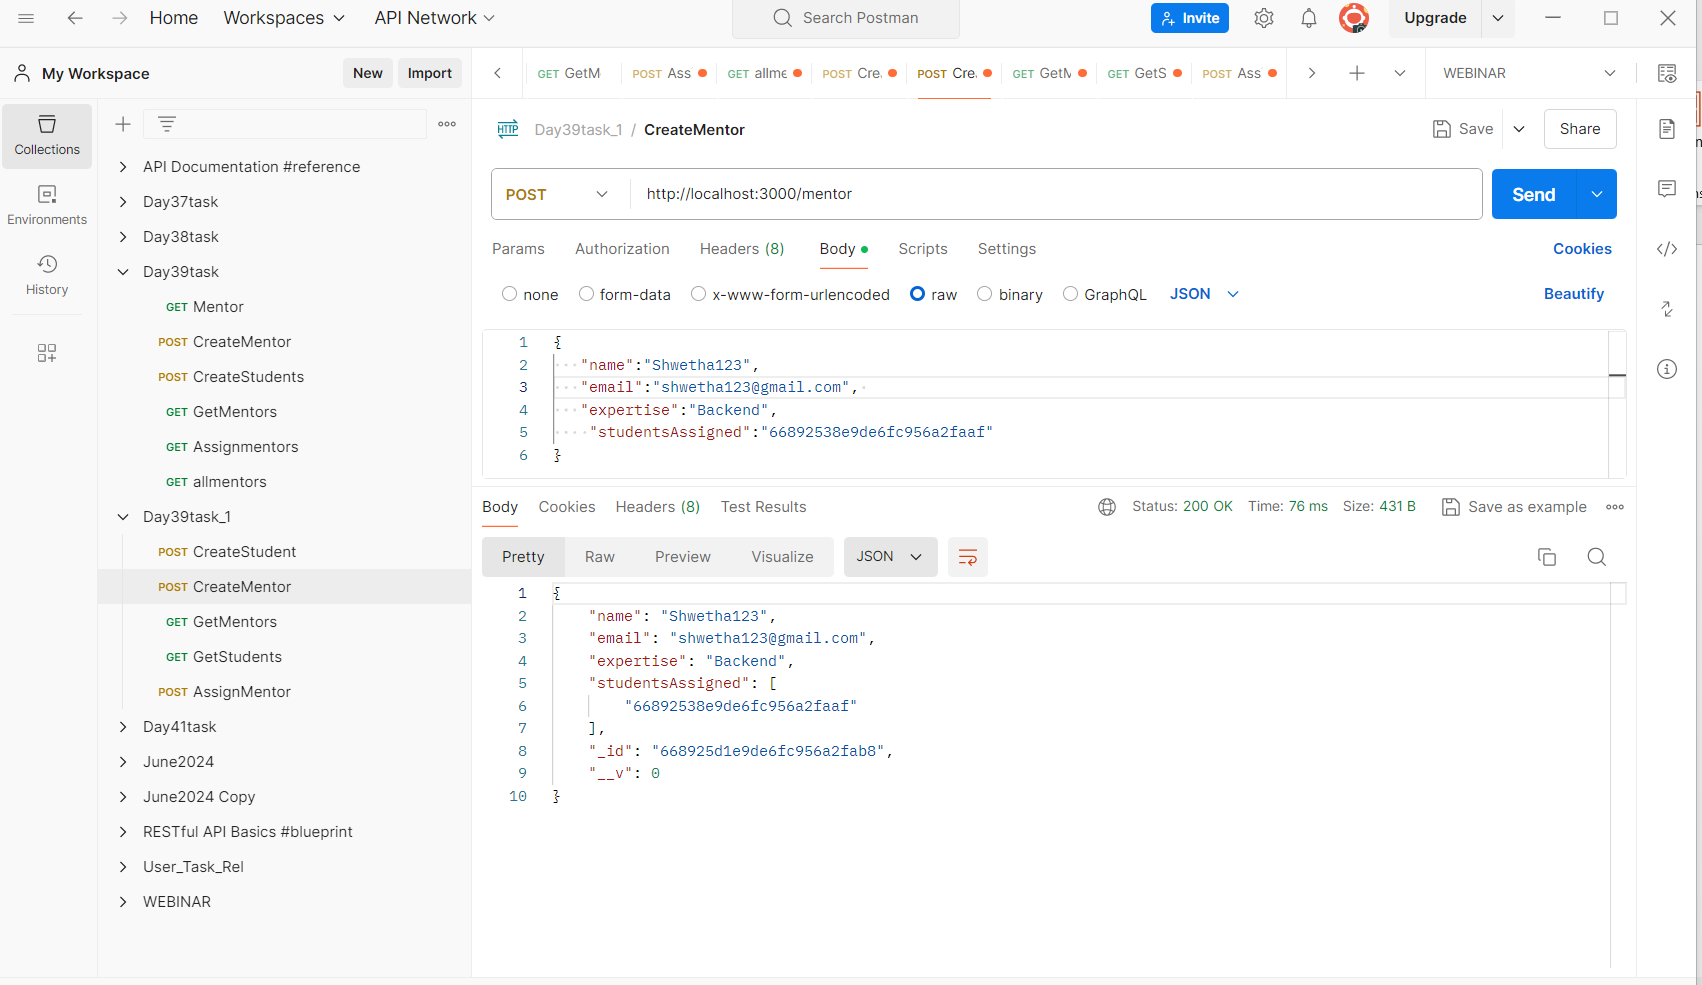 Home Workspaces API Network Search Postman Invite Upgrade
My Workspace New Import GET GetM POST Ass GET allme POST Cre POST Cre GET GetM GET GetS POST Ass WEBINAR
Collections
Environments
History
API Documentation #reference
Day37task
Day38task
Day39task
GET Mentor
POST CreateMentor
POST CreateStudents
GET GetMentors
GET Assignmentors
GET allmentors
Day39task_1
POST CreateStudent
POST CreateMentor
GET GetMentors
GET GetStudents
POST AssignMentor
Day41task
June2024
June2024 Copy
RESTful API Basics #blueprint
User_Task_Rel
WEBINAR
HTTP Day39task_1 / CreateMentor Save Share
POST http://localhost:3000/mentor Send
Params Authorization Headers (8) Body Scripts Settings Cookies
none form-data x-www-form-urlencoded raw binary GraphQL JSON Beautify
1 {
2 "name":"Shwetha123",
3 "email":"shwetha123@gmail.com",
4 "expertise":"Backend",
5 "studentsAssigned":"66892538e9de6fc956a2faaf"
6 }
Body Cookies Headers (8) Test Results Status: 200 OK Time: 76 ms Size: 431 B Save as example
Pretty Raw Preview Visualize JSON
1 {
2 "name": "Shwetha123",
3 "email": "shwetha123@gmail.com",
4 "expertise": "Backend",
5 "studentsAssigned": [
6 "66892538e9de6fc956a2faaf"
7 ],
8 "_id": "668925d1e9de6fc956a2fab8",
9 "__v": 0
10 }